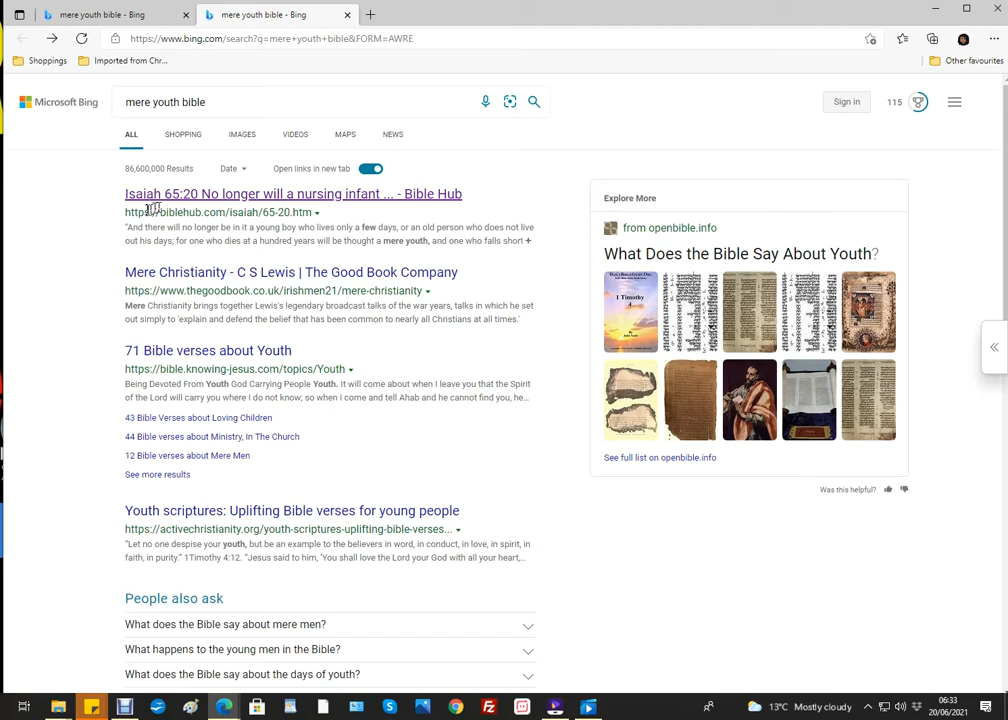 mere youth bible - Bing
mere youth bible - Bing
https://www.bing.com/search?q=mere+youth+bible&FORM=AWRE
Shoppings
Imported from Chr...
Other favourites
Microsoft Bing
mere youth bible
Sign in
115
ALL
SHOPPING
IMAGES
VIDEOS
MAPS
NEWS
86,600,000 Results
Date
Open links in new tab
Isaiah 65:20 No longer will a nursing infant ... - Bible Hub
https://biblehub.com/isaiah/65-20.htm
"And there will no longer be in it a young boy who lives only a few days, or an old person who does not live
out his days; for one who dies at a hundred years will be thought a mere youth, and one who falls short +
Mere Christianity - C S Lewis | The Good Book Company
https://www.thegoodbook.co.uk/irishmen21/mere-christianity
Mere Christianity brings together Lewis's legendary broadcast talks of the war years, talks in which he set
out simply to 'explain and defend the belief that has been common to nearly all Christians at all times.'
71 Bible verses about Youth
https://bible.knowing-jesus.com/topics/Youth
Being Devoted From Youth God Carrying People Youth. It will come about when I leave you that the Spirit
of the Lord will carry you where I do not know; so when I come and tell Ahab and he cannot find you, he...
43 Bible Verses about Loving Children
44 Bible verses about Ministry, In The Church
12 Bible verses about Mere Men
See more results
Youth scriptures: Uplifting Bible verses for young people
https://activechristianity.org/youth-scriptures-uplifting-bible-verses...
"Let no one despise your youth, but be an example to the believers in word, in conduct, in love, in spirit, in
faith, in purity." 1Timothy 4:12. "Jesus said to him, 'You shall love the Lord your God with all your heart,...
People also ask
What does the Bible say about mere men?
What happens to the young men in the Bible?
What does the Bible say about the days of youth?
Explore More
from openbible.info
What Does the Bible Say About Youth?
1 Timothy
4
See full list on openbible.info
Was this helpful?
13°C Mostly cloudy
06:33
20/06/2021